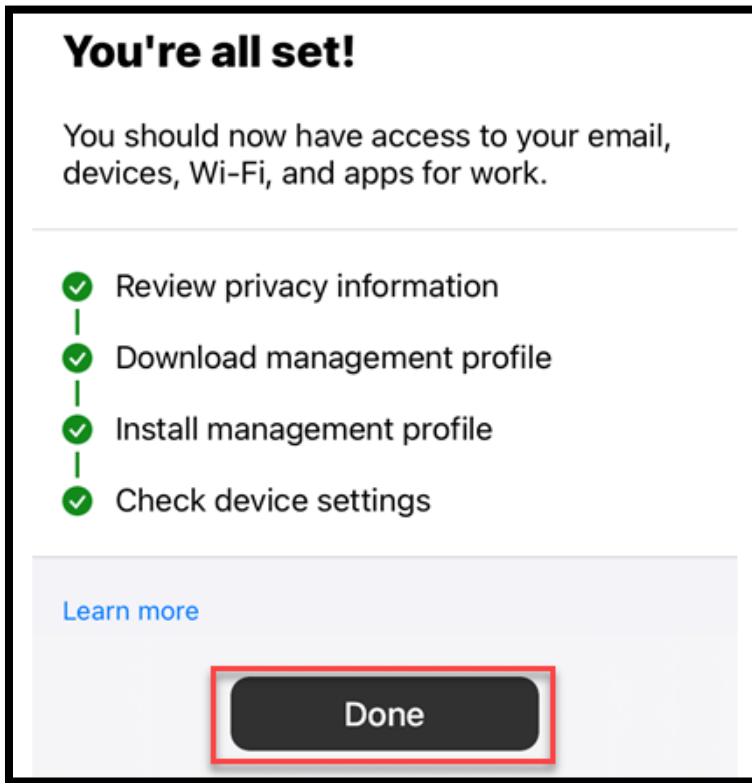 You're all set!
You should now have access to your email,
devices, Wi-Fi, and apps for work.
Review privacy information
Download management profile
Install management profile
Check device settings
Learn more
Done